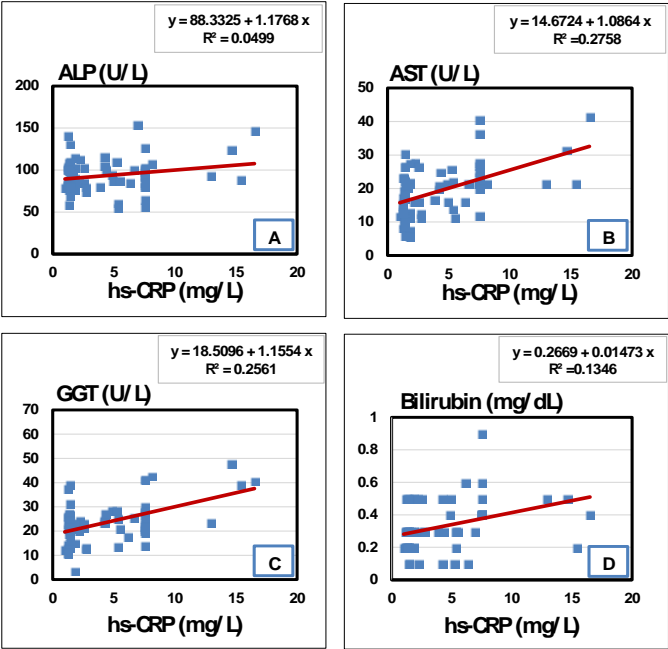 y = 88.3325 + 1.1768 x
R² = 0.0499
ALP (U/ L)
200
150
100
50
0
0 5 10 15 20
hs-CRP (mg/ L)
A
y = 14.6724 + 1.0864 x
R² =0.2758
AST (U/ L)
50
40
30
20
10
0
0 5 10 15 20
hs-CRP (mg/ L)
B
y = 18.5096 + 1.1554 x
R² = 0.2561
GGT (U/ L)
70
60
50
40
30
20
10
0
0 5 10 15 20
hs-CRP (mg/ L)
C
y = 0.2669 + 0.01473 x
R² =0.1346
Bilirubin (mg/ dL)
1
0.8
0.6
0.4
0.2
0
0 5 10 15 20
hs-CRP (mg/ L)
D